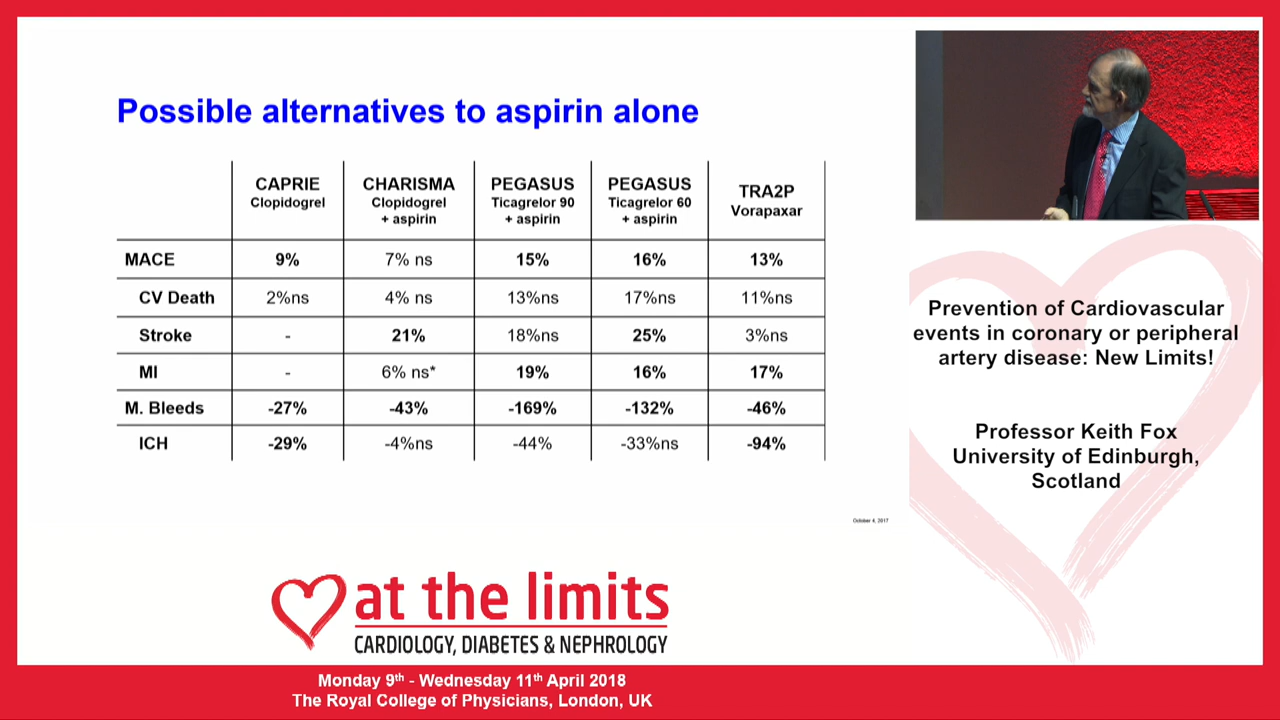 Possible alternatives to aspirin alone
CAPRIE CHARISMA PEGASUS PEGASUS TRA2P
Clopidogrel Clopidogrel Ticagrelor 90 Ticagrelor 60 Vorapaxar
+ aspirin + aspirin + aspirin
MACE 9% 7% ns 15% 16% 13%
CV Death 2%ns 4% ns 13%ns 17%ns 11%ns
Stroke - 21% 18%ns 25% 3%ns
MI - 6% ns* 19% 16% 17%
M. Bleeds -27% -43% -169% -132% -46%
ICH -29% -4%ns -44% -33%ns -94%
October 4, 2017
Prevention of Cardiovascular
events in coronary or peripheral
artery disease: New Limits!
Professor Keith Fox
University of Edinburgh,
Scotland
at the limits
CARDIOLOGY, DIABETES & NEPHROLOGY
Monday 9th - Wednesday 11th April 2018
The Royal College of Physicians, London, UK